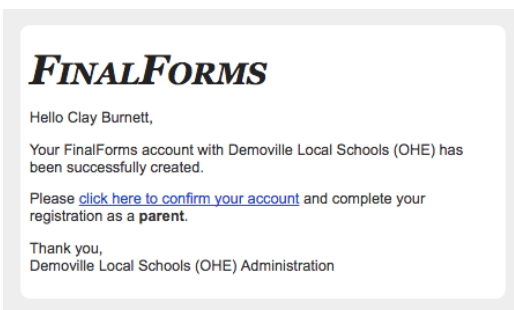 FINALFORMS
Hello Clay Burnett,
Your FinalForms account with Demoville Local Schools (OHE) has
been successfully created.
Please click here to confirm your account and complete your
registration as a parent.
Thank you,
Demoville Local Schools (OHE) Administration